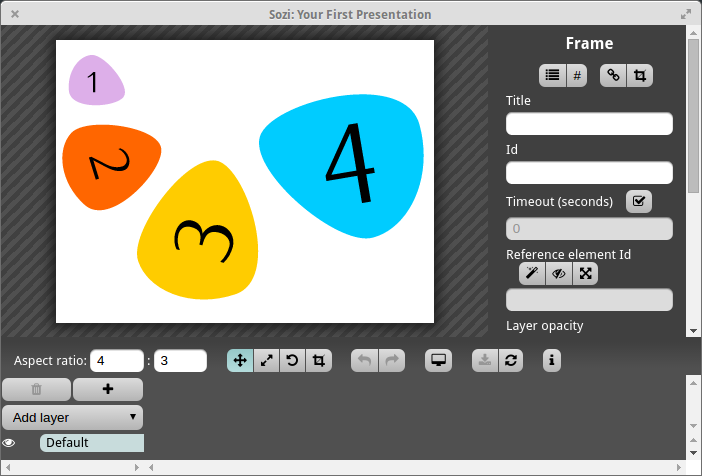 Sozi: Your First Presentation
1
2
3
4
Frame
#
Title
Id
Timeout (seconds)
0
Reference element Id
Layer opacity
Aspect ratio: 4 : 3
Add layer
Default